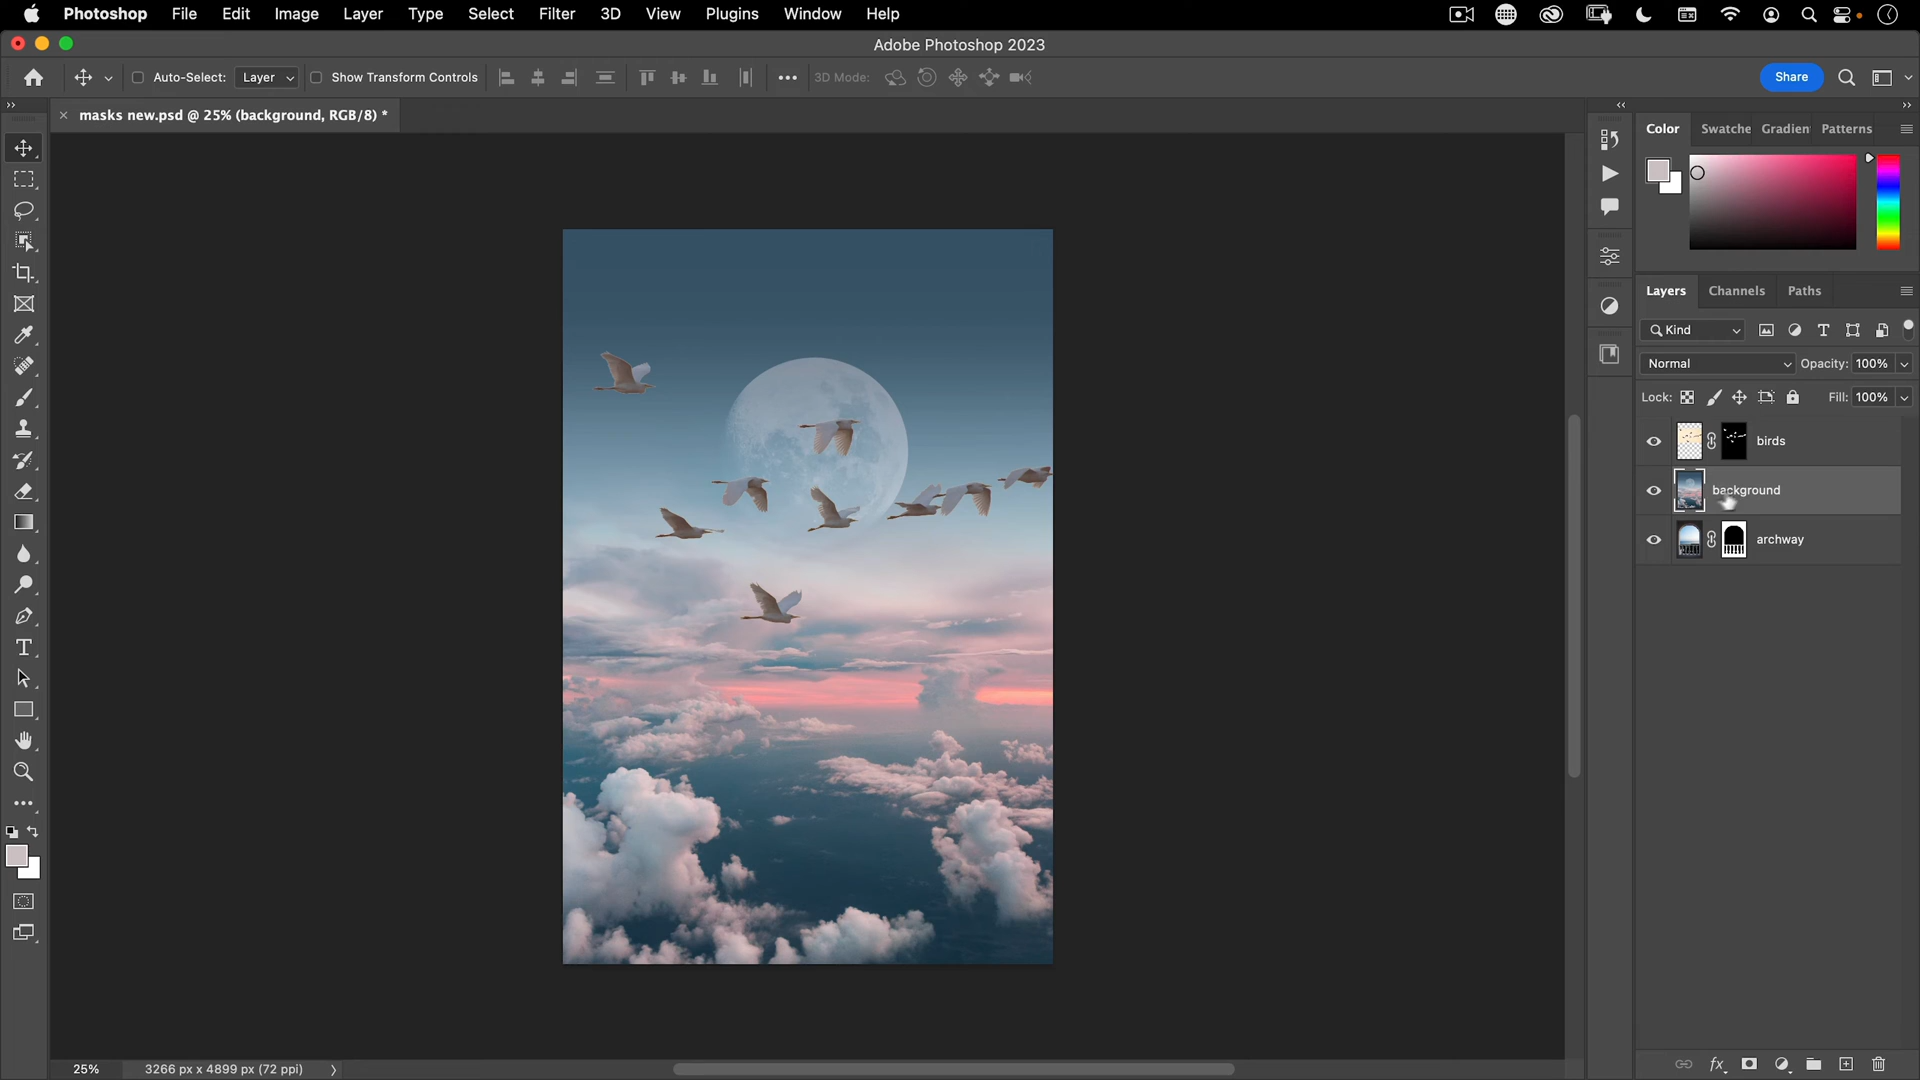 Photoshop File Edit Image Layer Type Select Filter 3D View Plugins Window Help
Adobe Photoshop 2023
Auto-Select: Layer Show Transform Controls 3D Mode: Share
masks new.psd @ 25% (background, RGB/8) *
Color Swatche Gradien Patterns
Layers Channels Paths
Kind
Normal Opacity: 100%
Lock: Fill: 100%
birds
background
archway
25% 3266 px x 4899 px (72 ppi)
fx